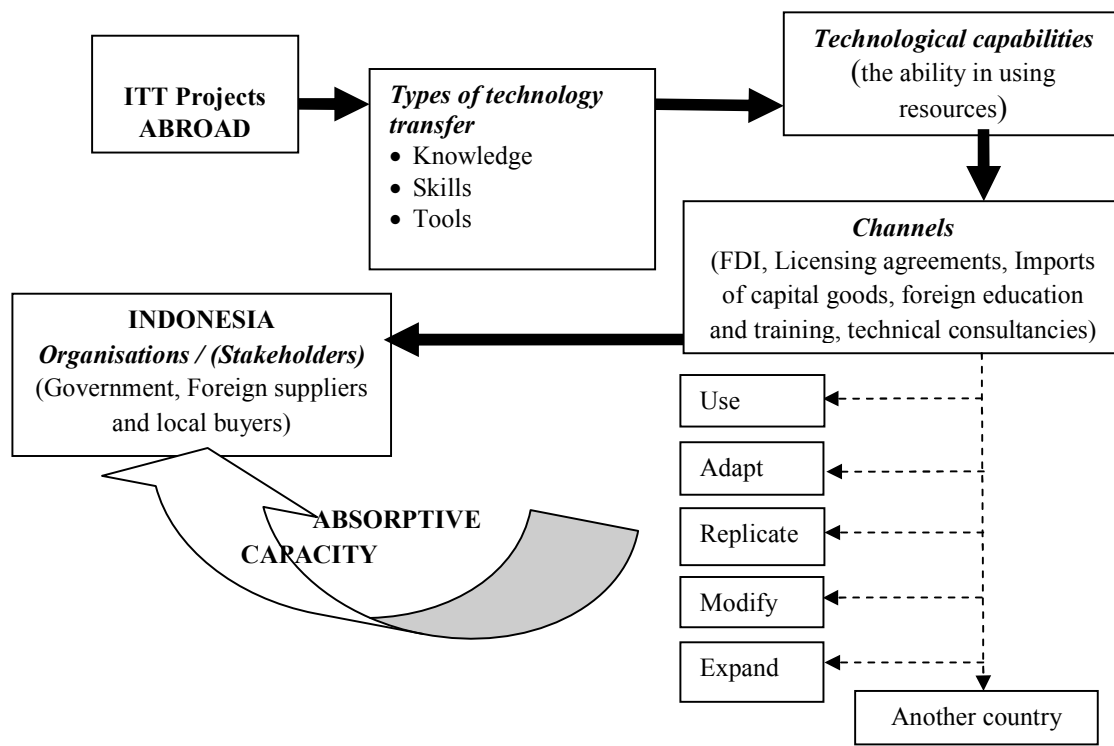 ITT Projects
ABROAD
Types of technology
transfer
• Knowledge
• Skills
• Tools
Technological capabilities
(the ability in using
resources)
Channels
(FDI, Licensing agreements, Imports
of capital goods, foreign education
and training, technical consultancies)
INDONESIA
Organisations / (Stakeholders)
(Government, Foreign suppliers
and local buyers)
ABSORPTIVE
CAPACITY
Use
Adapt
Replicate
Modify
Expand
Another country